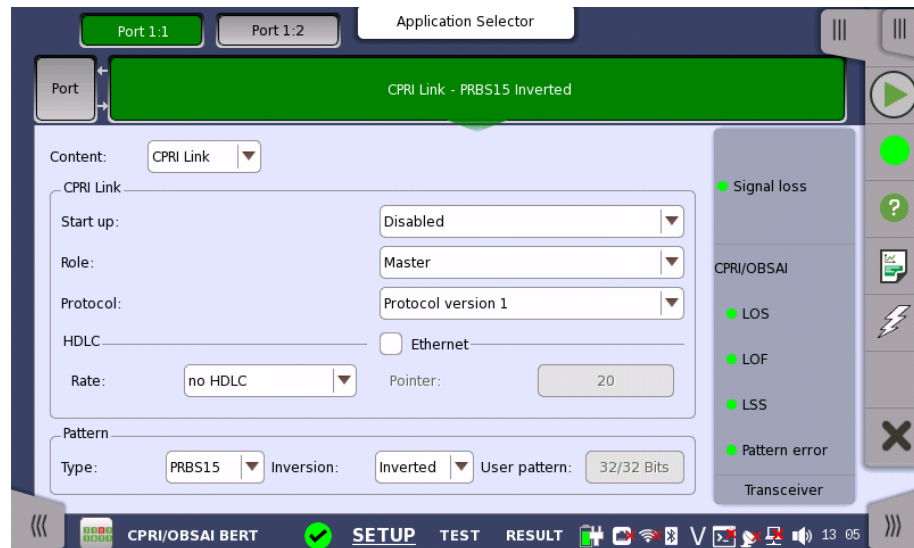 Port 1:1
Port 1:2
Application Selector
Port
CPRI Link - PRBS15 Inverted
Content:
CPRI Link
CPRI Link
Start up:
Disabled
Role:
Master
Protocol:
Protocol version 1
HDLC
Ethernet
Rate:
no HDLC
Pointer:
20
Pattern
Type:
PRBS15
Inversion:
Inverted
User pattern:
32/32 Bits
Signal loss
CPRI/OBSAI
LOS
LOF
LSS
Pattern error
Transceiver
CPRI/OBSAI BERT
SETUP
TEST
RESULT
V
13 05